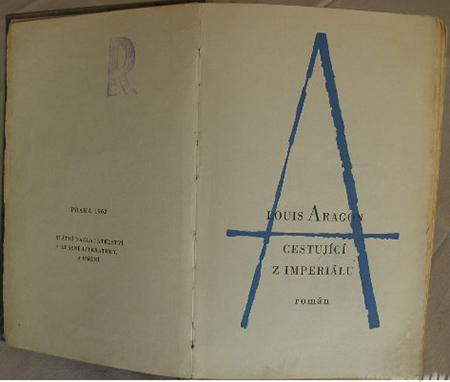 R
PRAHA 1962
STÁTNÍ NAKLADATELSTVÍ
KRÁSNÉ LITERATURY,
A UMĚNÍ
A
LOUIS ARAGON
CESTUJÍCÍ
Z IMPERIÁLU
román